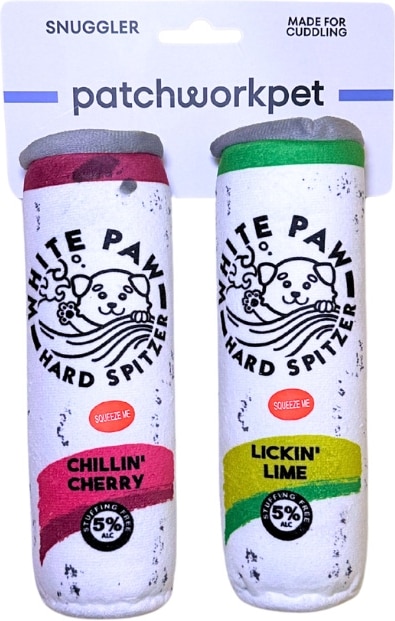 SNUGGLER
MADE FOR
CUDDLING
patchworkpet
WHITE PAW
HARD SPITZER
SQUEEZE ME
CHILLIN'
CHERRY
STUFFING FREE
5%
ALC
WHITE PAW
HARD SPITZER
SQUEEZE ME
LICKIN'
LIME
STUFFING FREE
5%
ALC